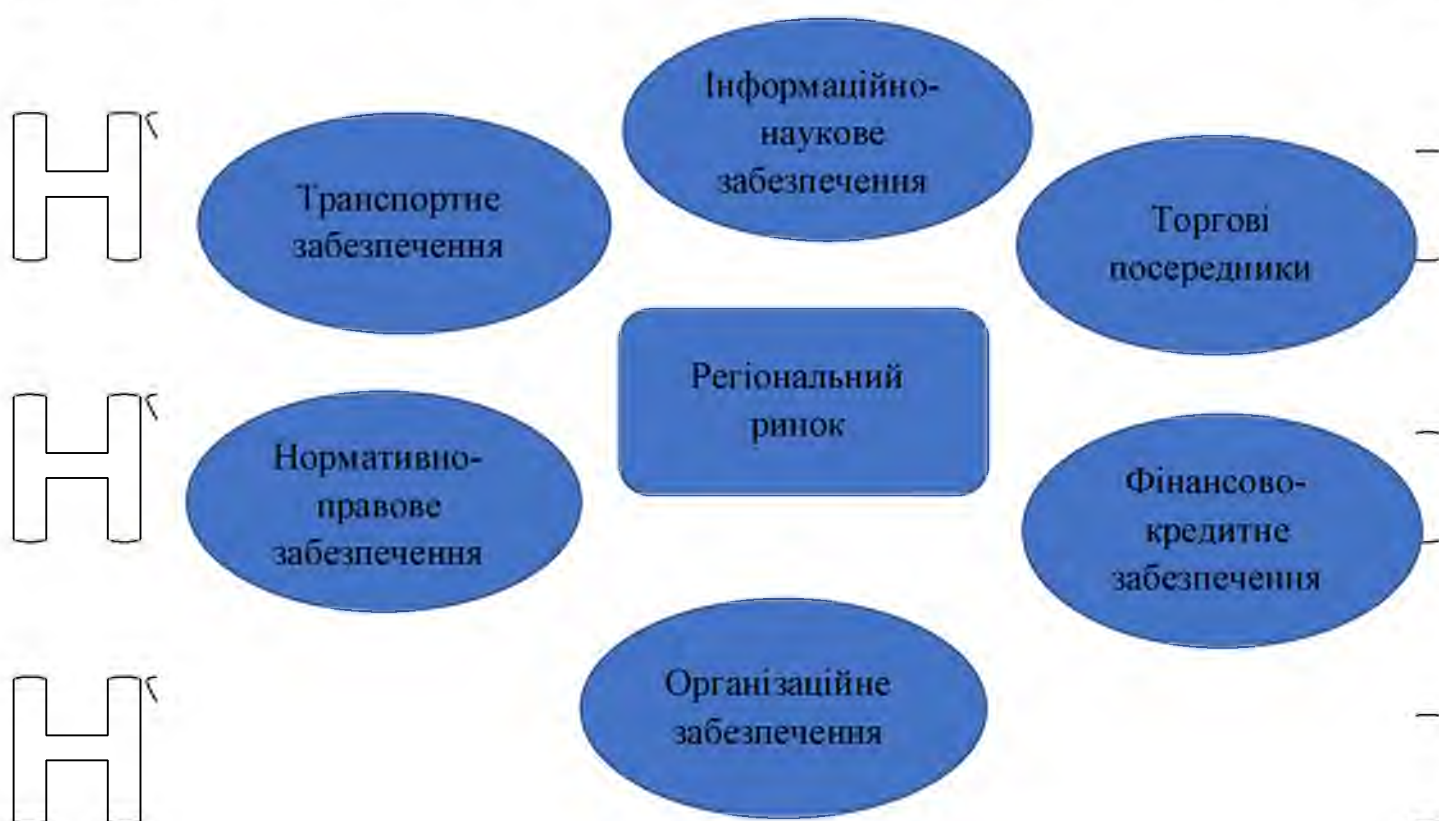 Інформаційно-
наукове
забезпечення
Транспортне
забезпечення
Торгові
посередники
Регіональний
ринок
Нормативно-
правове
забезпечення
Фінансово-
кредитне
забезпечення
Організаційне
забезпечення